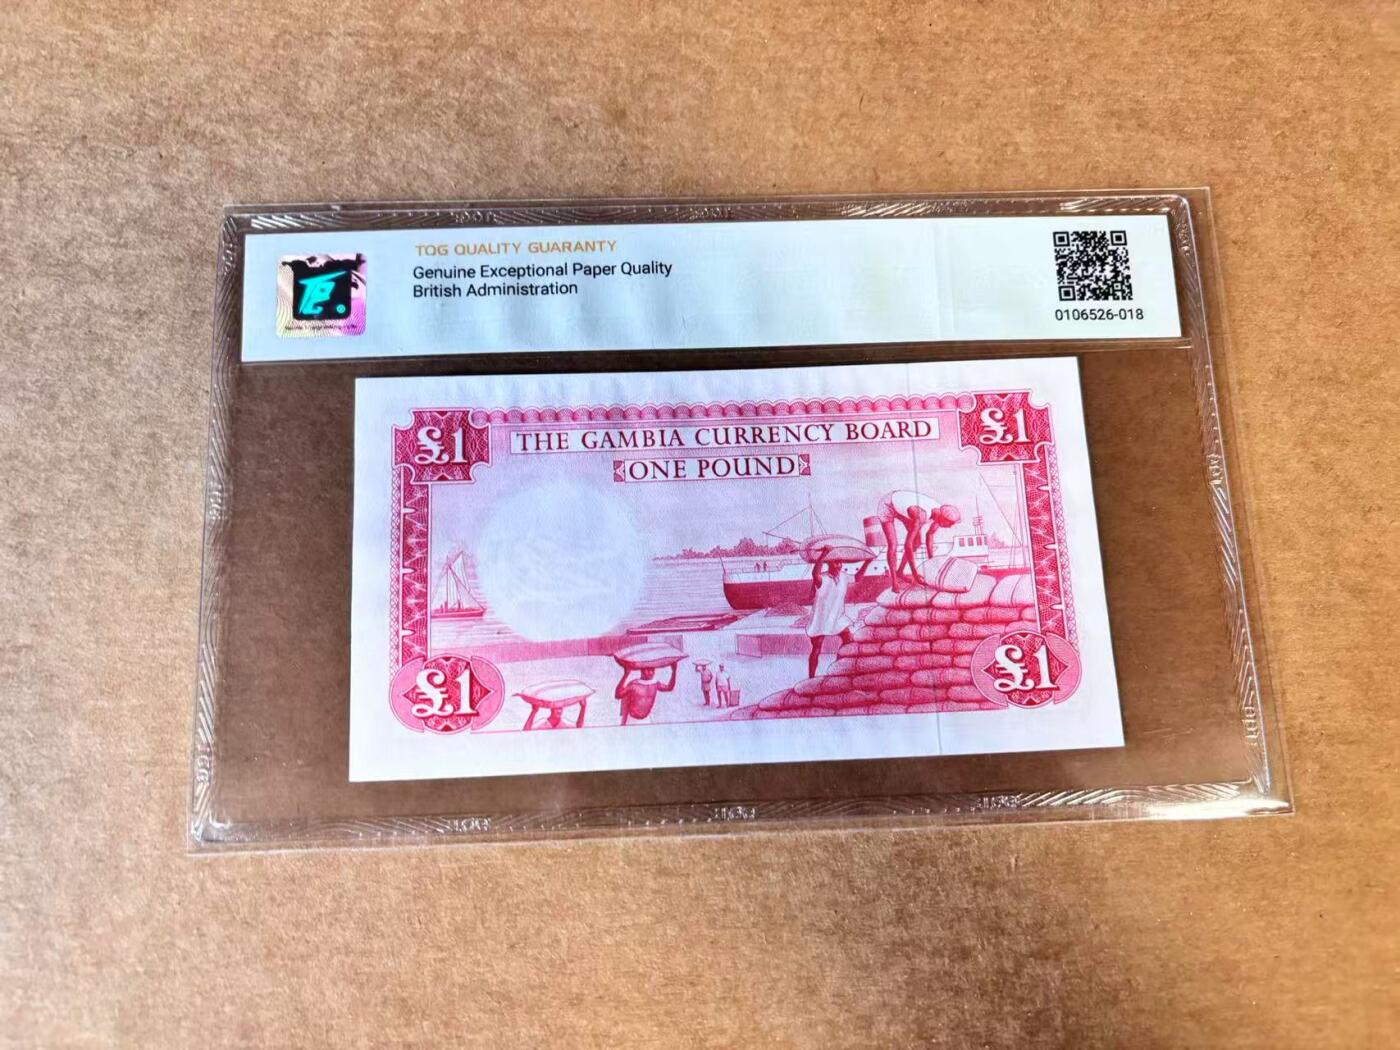 TQG QUALITY GUARANTY
Genuine Exceptional Paper Quality
British Administration
0106526-018
£1
£1
THE GAMBIA CURRENCY BOARD
ONE POUND
£1
£1